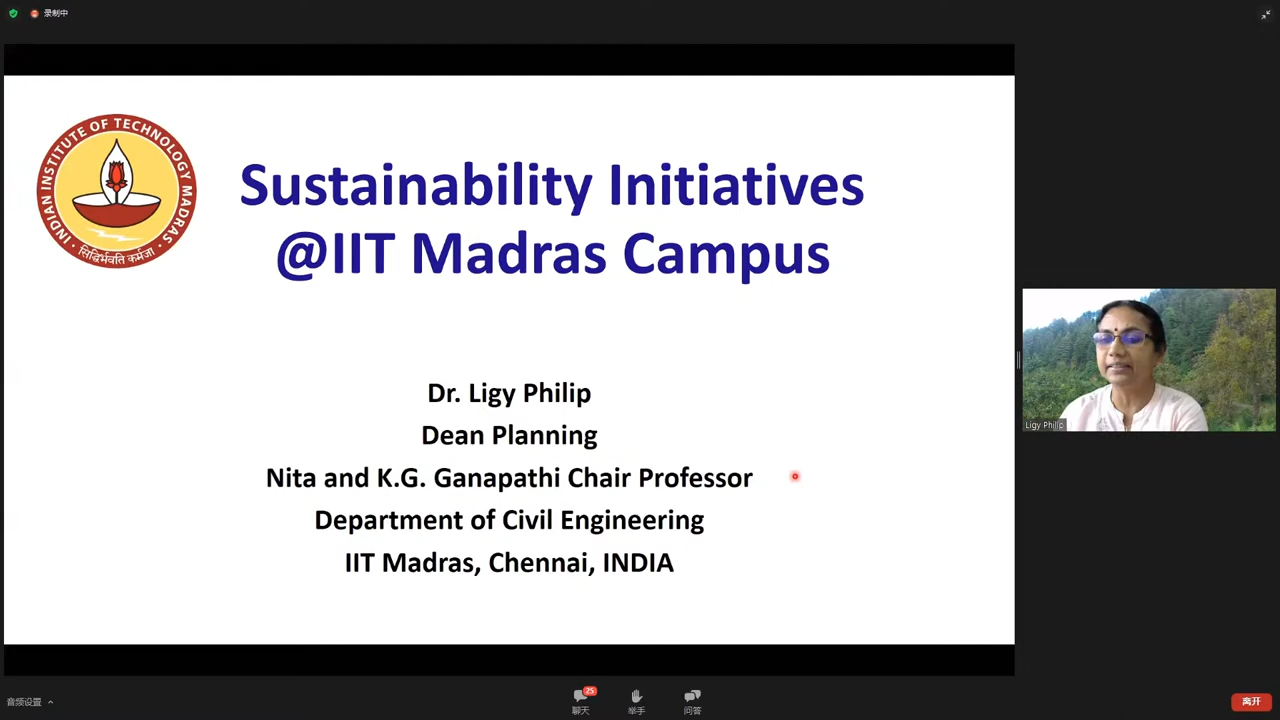 录制中
INDIAN INSTITUTE OF TECHNOLOGY MADRAS
सिद्धिर्भवति कर्मजा
Sustainability Initiatives
@IIT Madras Campus
Dr. Ligy Philip
Dean Planning
Nita and K.G. Ganapathi Chair Professor
Department of Civil Engineering
IIT Madras, Chennai, INDIA
Ligy Philip
音频设置
25
聊天
举手
问答
离开